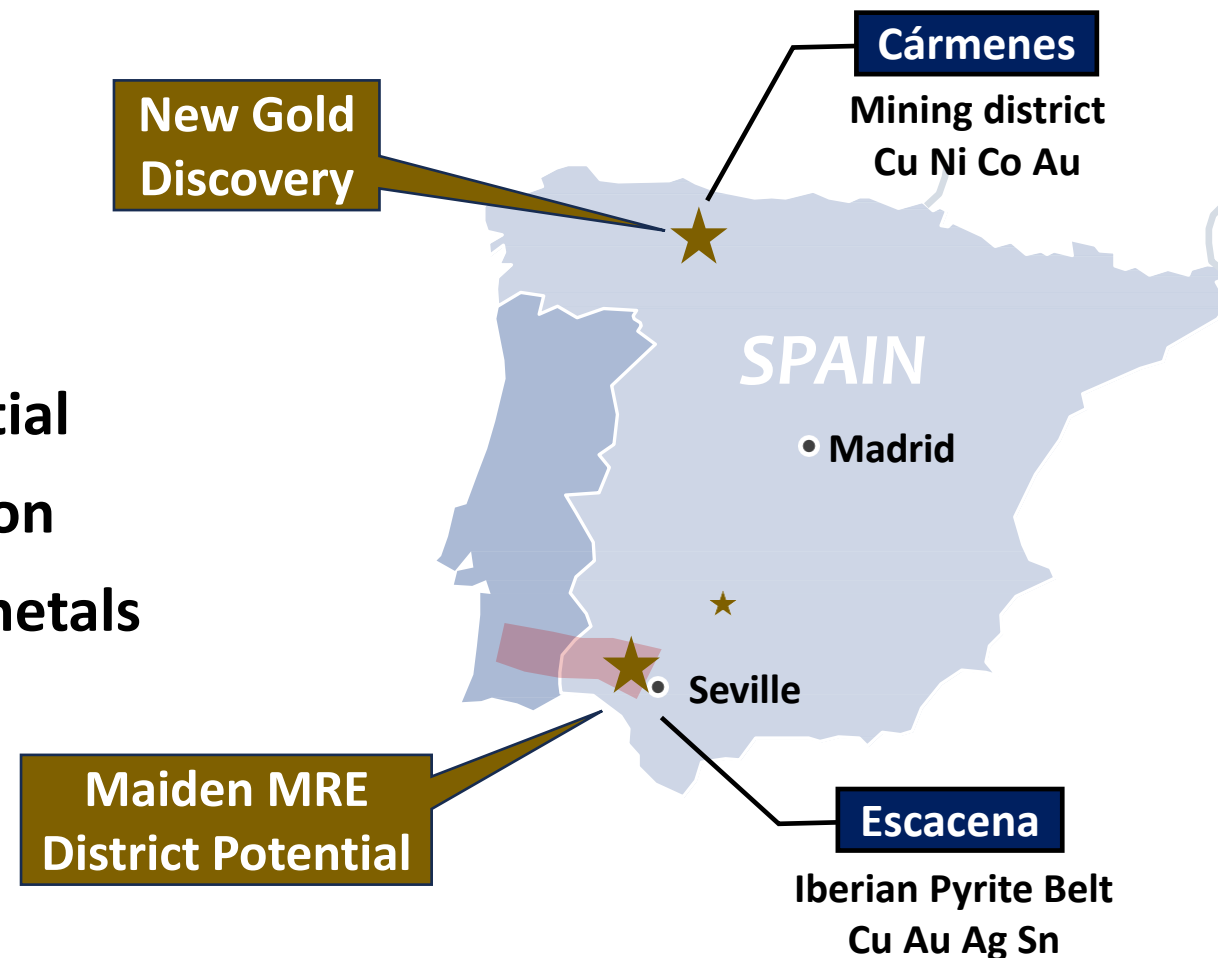 Cármenes
Mining district
Cu Ni Co Au
New Gold
Discovery
SPAIN
tial
Madrid
on
netals
Seville
Maiden MRE
District Potential
Escacena
Iberian Pyrite Belt
Cu Au Ag Sn